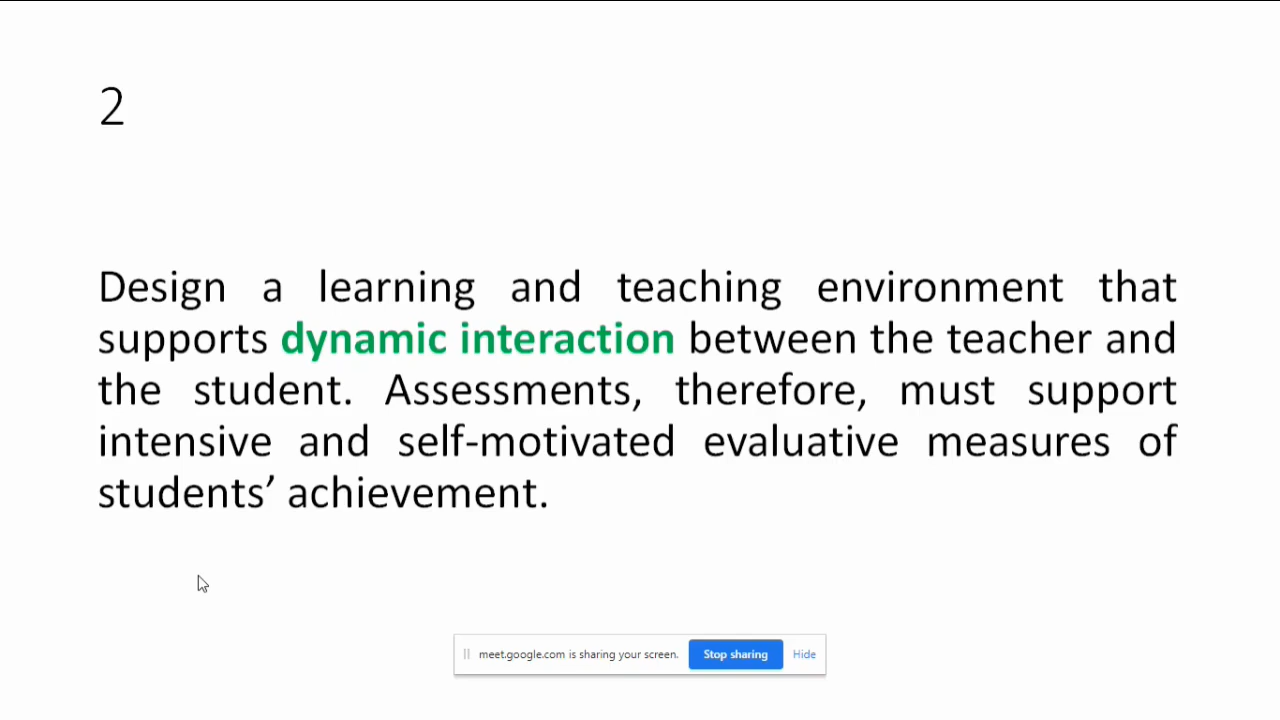 2
Design a learning and teaching environment that
supports dynamic interaction between the teacher and
the student. Assessments, therefore, must support
intensive and self-motivated evaluative measures of
students’ achievement.
meet.google.com is sharing your screen. Stop sharing Hide